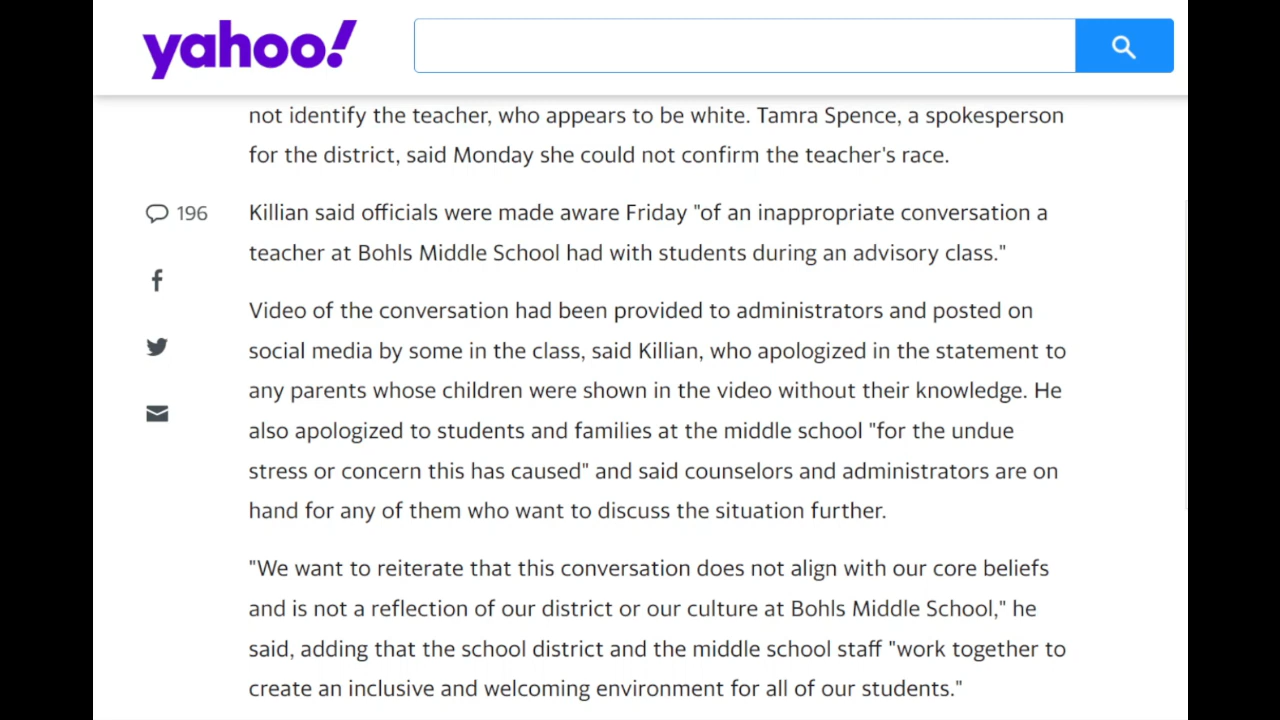 yahoo!
not identify the teacher, who appears to be white. Tamra Spence, a spokesperson
for the district, said Monday she could not confirm the teacher's race.
196
Killian said officials were made aware Friday "of an inappropriate conversation a
teacher at Bohls Middle School had with students during an advisory class."
Video of the conversation had been provided to administrators and posted on
social media by some in the class, said Killian, who apologized in the statement to
any parents whose children were shown in the video without their knowledge. He
also apologized to students and families at the middle school "for the undue
stress or concern this has caused" and said counselors and administrators are on
hand for any of them who want to discuss the situation further.
"We want to reiterate that this conversation does not align with our core beliefs
and is not a reflection of our district or our culture at Bohls Middle School," he
said, adding that the school district and the middle school staff "work together to
create an inclusive and welcoming environment for all of our students."